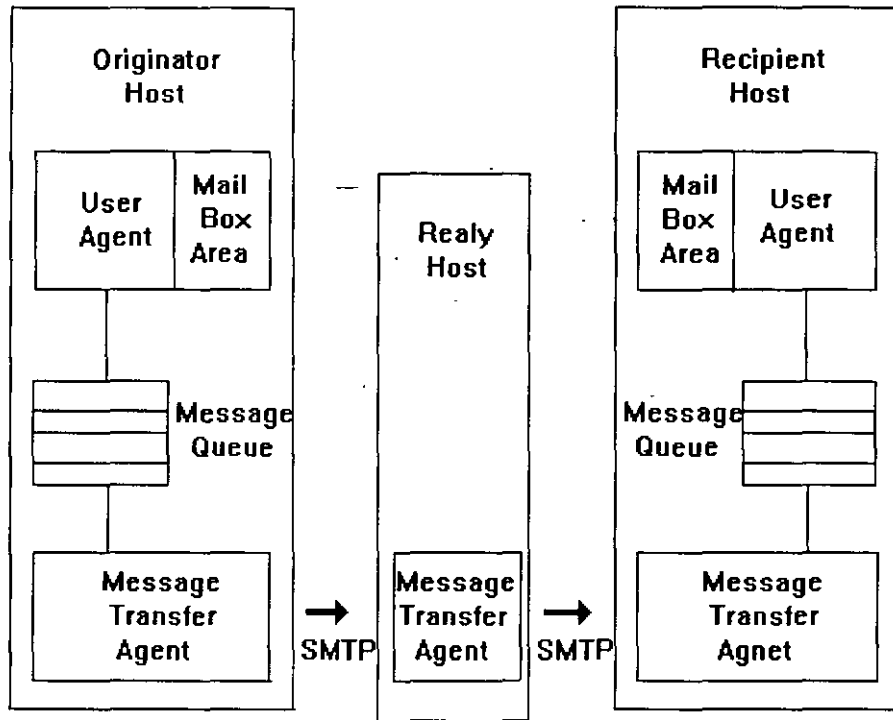 Originator
Host
User
Agent
Mail
Box
Area
Message
Queue
Message
Transfer
Agent
SMTP
Realy
Host
Message
Transfer
Agent
SMTP
Recipient
Host
Mail
Box
Area
User
Agent
Message
Queue
Message
Transfer
Agnet